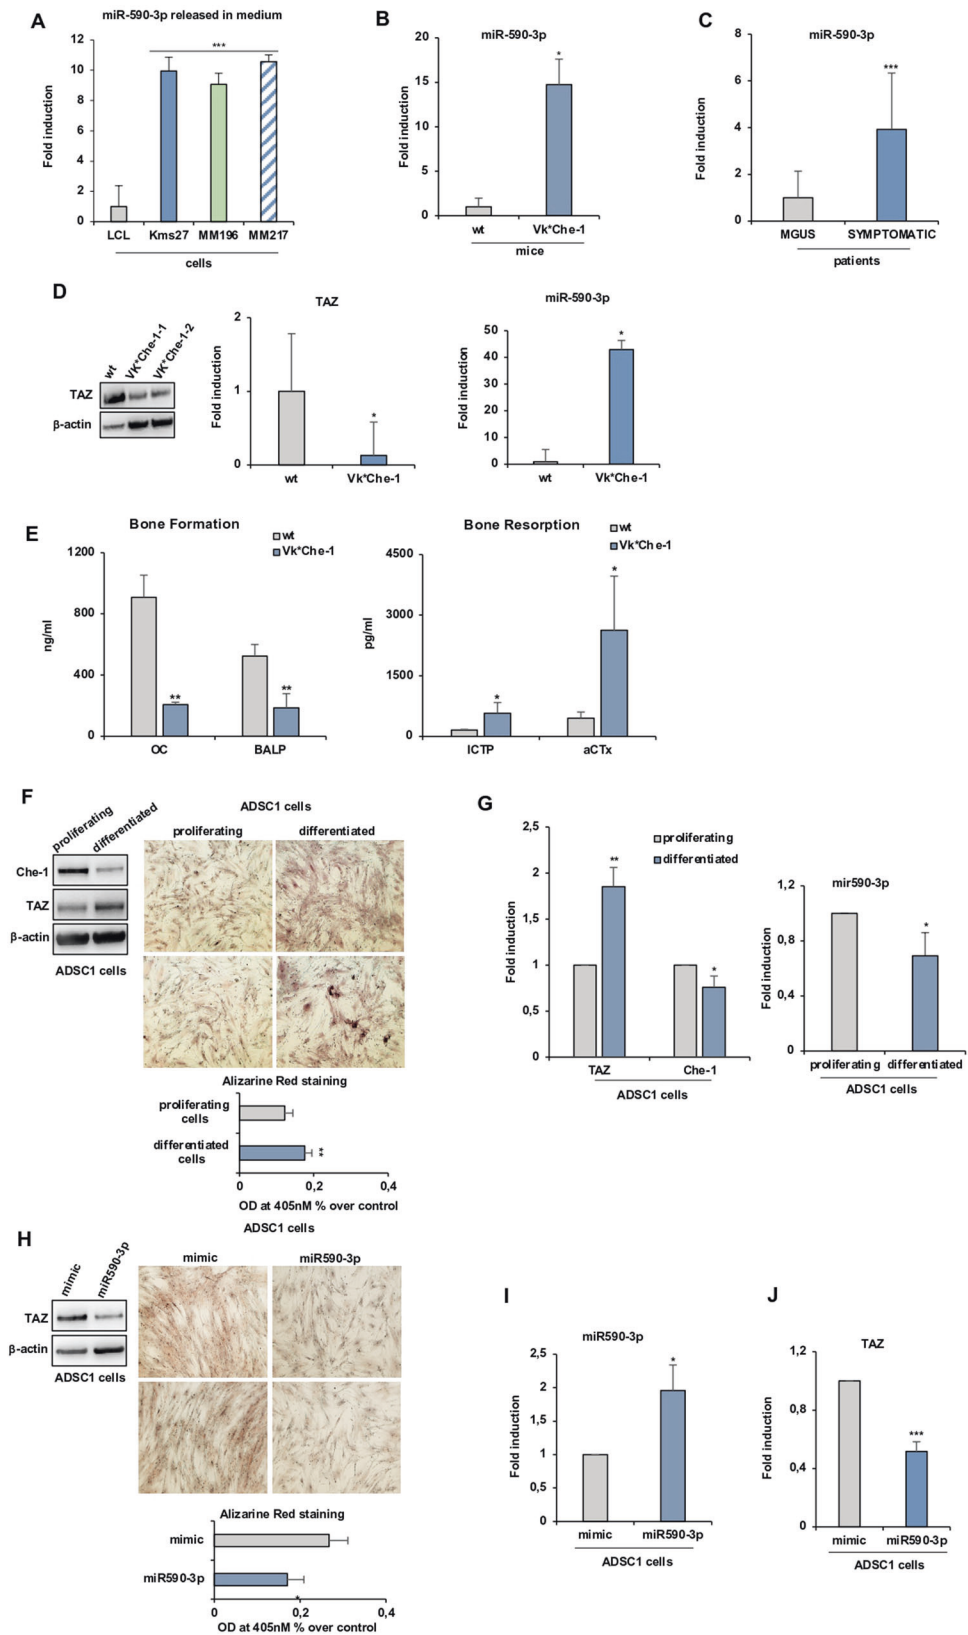 A
miR-590-3p released in medium
Fold induction
12
10
8
6
4
2
0
***
LCL Kms27 MM196 MM217
cells
B
miR-590-3p
Fold induction
20
15
10
5
0
*
wt Vk*Che-1
mice
C
miR-590-3p
Fold induction
8
6
4
2
0
***
MGUS SYMPTOMATIC
patients
D
wt
VK*Che-1-1
VK*Che-1-2
TAZ
β-actin
TAZ
Fold induction
2
1
0
*
wt Vk*Che-1
miR-590-3p
Fold induction
50
40
30
20
10
0
*
wt Vk*Che-1
E
Bone Formation
wt
Vk*Che-1
ng/ml
1200
800
400
0
**
**
OC BALP
Bone Resorption
wt
Vk*Che-1
pg/ml
4500
3000
1500
0
*
*
ICTP aCTx
F
proliferating
differentiated
Che-1
TAZ
β-actin
ADSC1 cells
ADSC1 cells
proliferating differentiated
Alizarine Red staining
proliferating
cells
differentiated
cells
**
0 0,2 0,4
OD at 405nM % over control
ADSC1 cells
G
proliferating
differentiated
Fold induction
2,5
2
1,5
1
0,5
0
**
*
TAZ Che-1
ADSC1 cells
mir590-3p
Fold induction
1,2
0,8
0,4
0
*
proliferating differentiated
ADSC1 cells
H
mimic
miR590-3p
TAZ
β-actin
ADSC1 cells
mimic miR590-3p
Alizarine Red staining
mimic
miR590-3p
*
0 0,2 0,4
OD at 405nM % over control
I
miR590-3p
Fold induction
2,5
2
1,5
1
0,5
0
*
mimic miR590-3p
ADSC1 cells
J
TAZ
Fold induction
1,2
0,8
0,4
0
***
mimic miR590-3p
ADSC1 cells